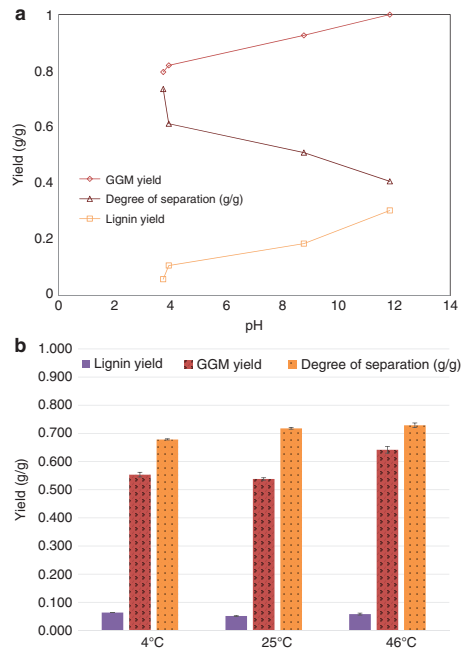 a
1
0.8
0.6
0.4
0.2
0
Yield (g/g)
GGM yield
Degree of separation (g/g)
Lignin yield
0 2 4 6 8 10 12 14
pH
b
1.000
0.900
0.800
0.700
0.600
0.500
0.400
0.300
0.200
0.100
0.000
Yield (g/g)
Lignin yield GGM yield Degree of separation (g/g)
4°C 25°C 46°C